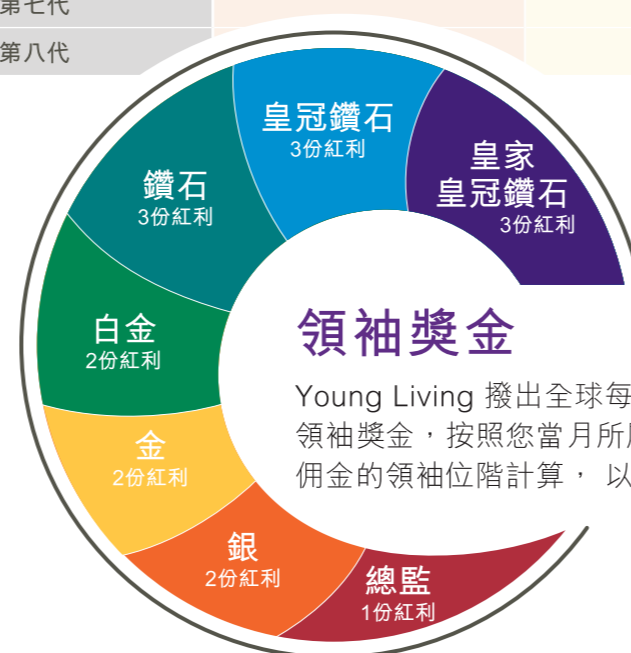 第七代
第八代
皇冠鑽石
3份紅利
皇家
皇冠鑽石
3份紅利
鑽石
3份紅利
白金
2份紅利
金
2份紅利
銀
2份紅利
總監
1份紅利
領袖獎金
Young Living 撥出全球每
領袖獎金，按照您當月所
佣金的領袖位階計算， 以